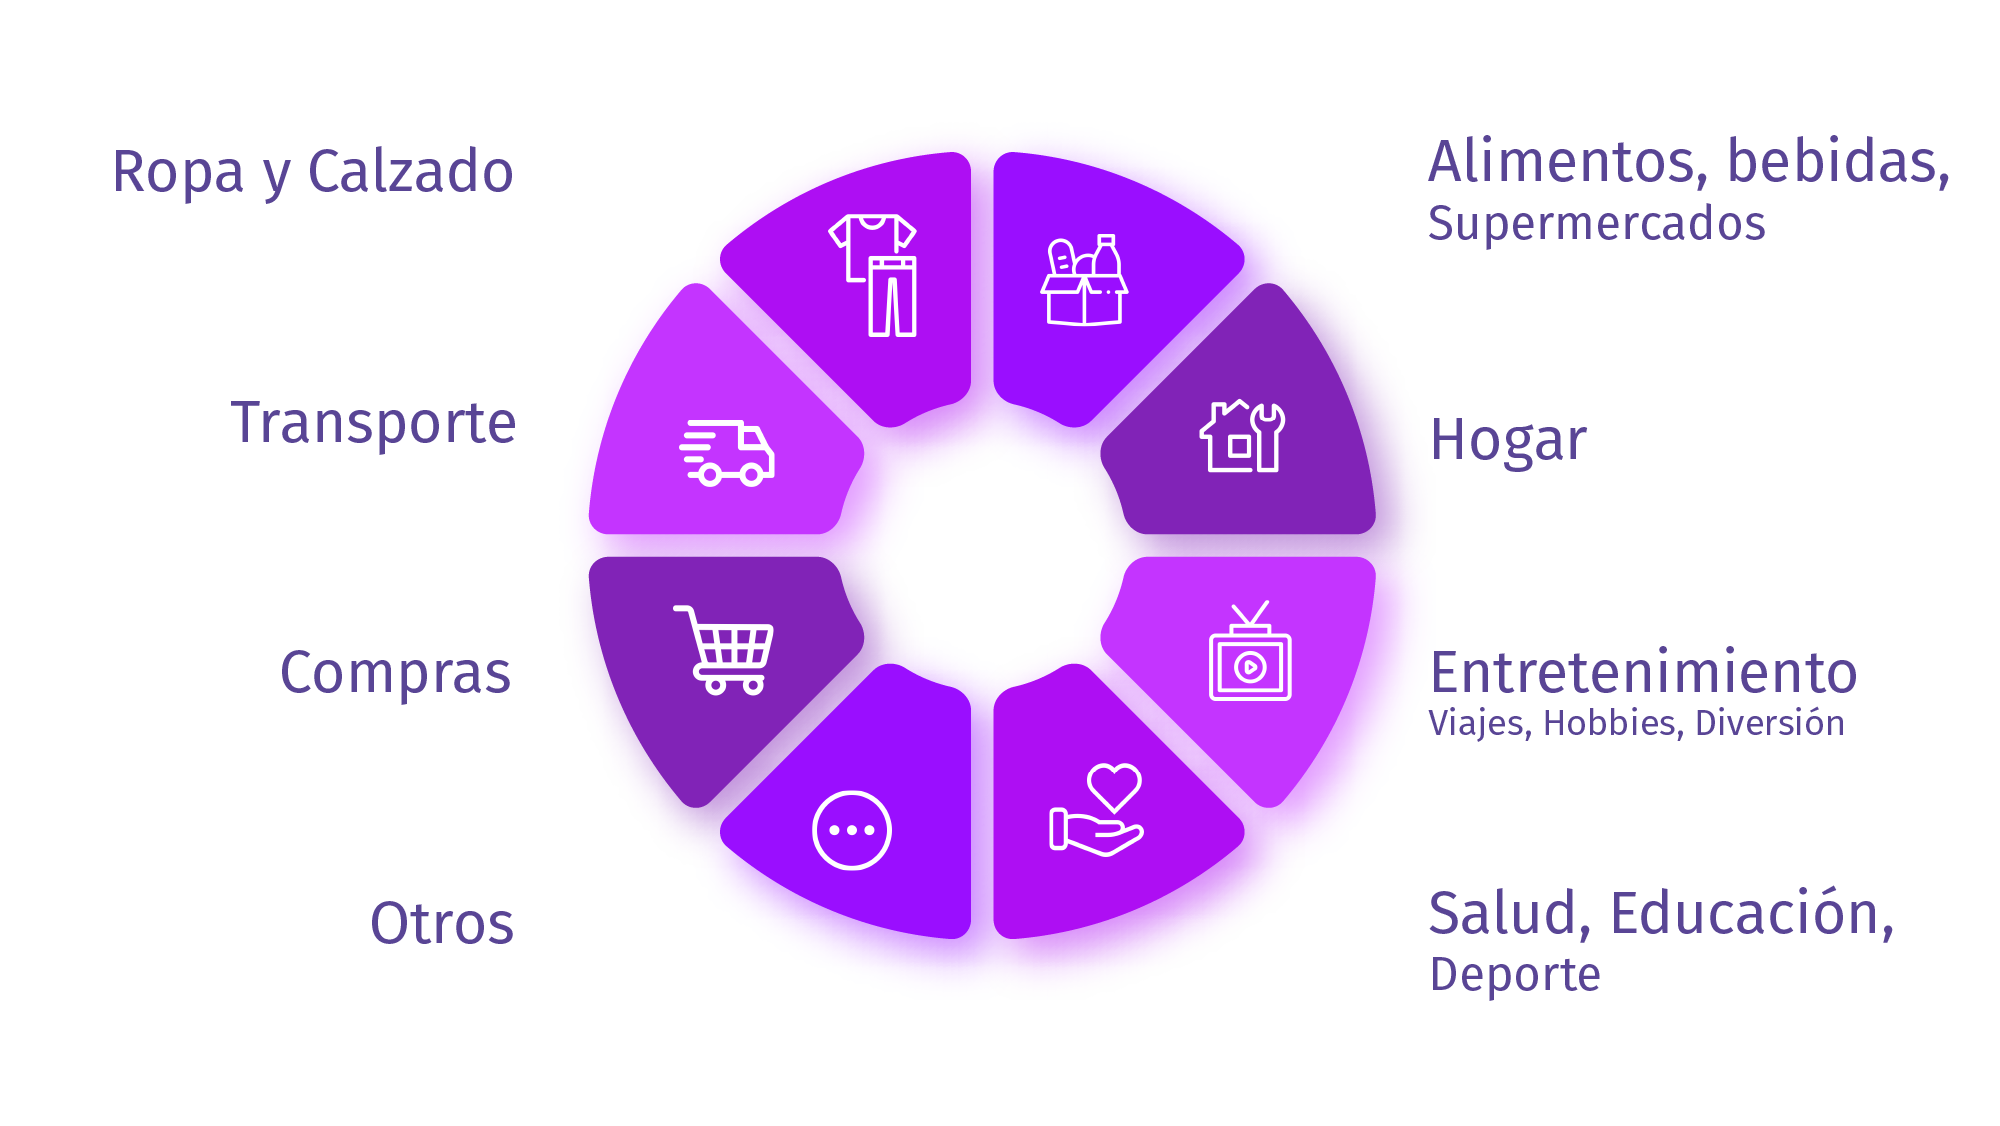 Ropa y Calzado
Transporte
Compras
Otros
Alimentos, bebidas,
Supermercados
Hogar
Entretenimiento
Viajes, Hobbies, Diversión
Salud, Educación,
Deporte